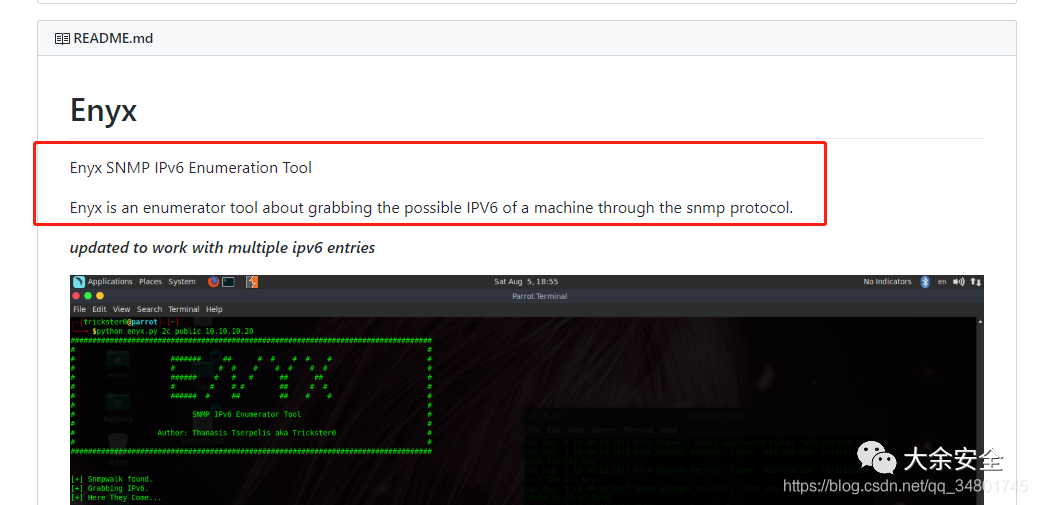 README.md
Enyx
Enyx SNMP IPv6 Enumeration Tool
Enyx is an enumerator tool about grabbing the possible IPV6 of a machine through the snmp protocol.
updated to work with multiple ipv6 entries
Applications Places System Sat Aug 5, 18:55 No Indicators en
Parrot Terminal
File Edit View Search Terminal Help
[trickster0@parrot]-[~]
$python enyx.py 2c public 10.10.10.20
SNMP IPv6 Enumerator Tool
Author: Thanasis Tserpelis aka Trickster0
[+] Snmpwalk found.
[+] Grabbing IPv6.
[+] Here They Come...
大余安全
https://blog.csdn.net/qq_34801745